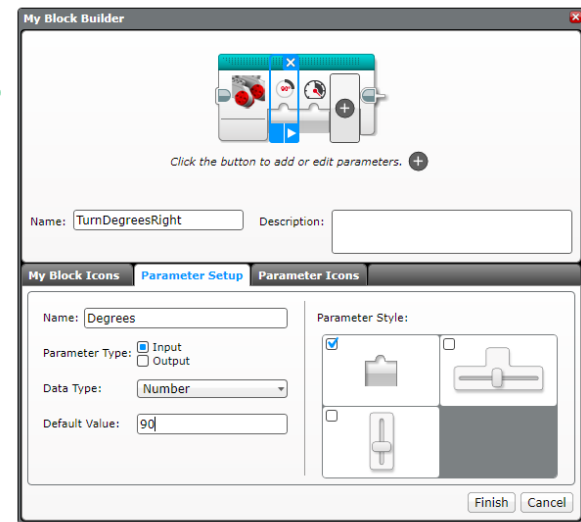 My Block Builder
90°
Click the button to add or edit parameters.
Name: TurnDegreesRight Description:
My Block Icons Parameter Setup Parameter Icons
Name: Degrees Parameter Style:
Parameter Type: Input
Output
Data Type: Number
Default Value: 90
Finish Cancel